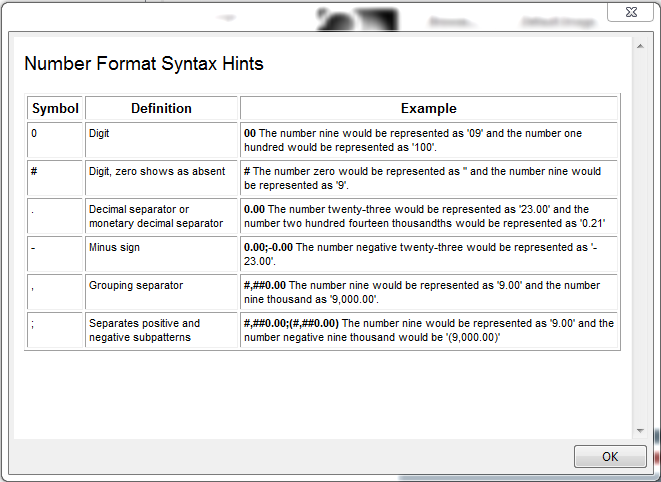 Number Format Syntax Hints
Symbol Definition Example
0 Digit 00 The number nine would be represented as '09' and the number one
hundred would be represented as '100'.
# Digit, zero shows as absent # The number zero would be represented as '' and the number nine would
be represented as '9'.
. Decimal separator or 0.00 The number twenty-three would be represented as '23.00' and the
monetary decimal separator number two hundred fourteen thousandths would be represented as '0.21'
- Minus sign 0.00;-0.00 The number negative twenty-three would be represented as '-
23.00'.
, Grouping separator #,##0.00 The number nine would be represented as '9.00' and the number
nine thousand as '9,000.00'.
; Separates positive and #,##0.00;(#,##0.00) The number nine would be represented as '9.00' and the
negative subpatterns number negative nine thousand would be '(9,000.00)'
OK